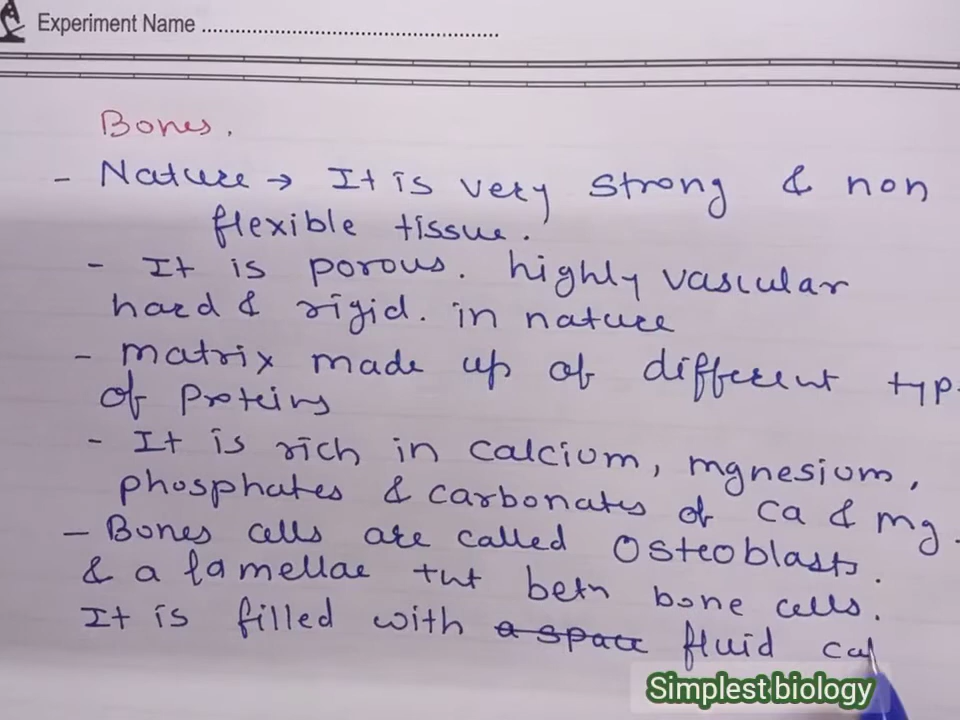 Experiment Name
Bones.
- Nature → It is very strong & non
flexible tissue.
- It is porous. highly vascular
hard & rigid. in nature
- matrix made up of different typ
of proteins
- It is rich in calcium, mgnesium,
phosphates & carbonates of Ca & mg.
- Bones cells are called Osteoblasts.
& a lamellae tht betn bone cells.
It is filled with a space fluid cal
Simplest biology